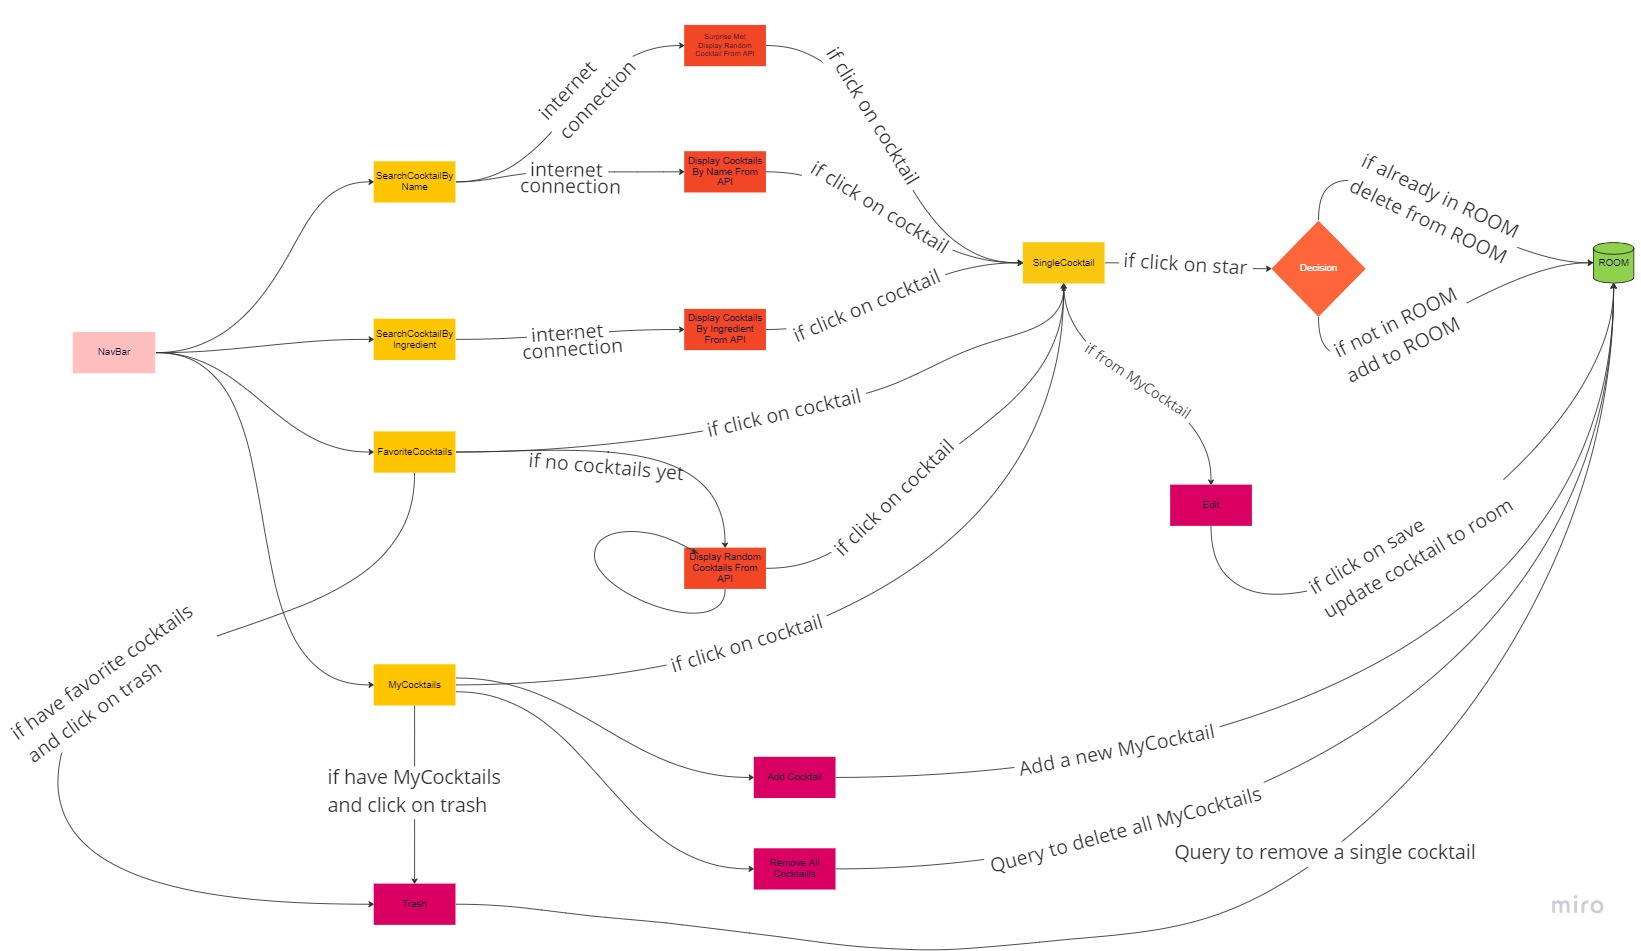 Surprise Me!
Display Random
Cocktail From API
internet
connection
if click on cocktail
SearchCocktailBy
Name
internet
connection
Display Cocktails
By Name From
API
if click on cocktail
if already in ROOM
delete from ROOM
SingleCocktail
if click on star
Decision
ROOM
NavBar
SearchCocktailBy
Ingredient
internet
connection
Display Cocktails
By Ingredient
From API
if click on cocktail
if not in ROOM
add to ROOM
if from MyCocktail
FavoriteCocktails
if click on cocktail
if no cocktails yet
if click on cocktail
Edit
Display Random
Cocktails From
API
if click on save
update cocktail to room
if have favorite cocktails
and click on trash
MyCocktails
if click on cocktail
if have MyCocktails
and click on trash
Add Cocktail
Add a new MyCocktail
Remove All
Cocktaills
Query to delete all MyCocktails
Query to remove a single cocktail
Trash
miro